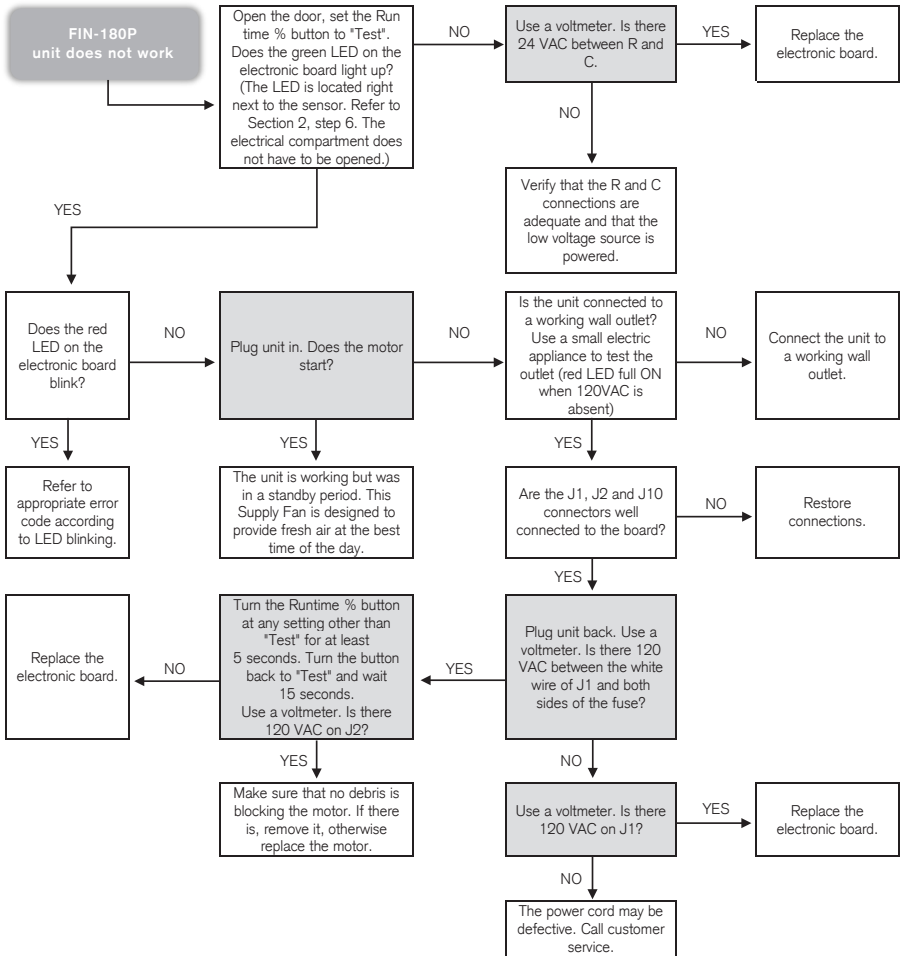 FIN-180P
unit does not work
Open the door, set the Run
time % button to "Test".
Does the green LED on the
electronic board light up?
(The LED is located right
next to the sensor. Refer to
Section 2, step 6. The
electrical compartment does
not have to be opened.)
NO
Use a voltmeter. Is there
24 VAC between R and
C.
YES
Replace the
electronic board.
NO
Verify that the R and C
connections are
adequate and that the
low voltage source is
powered.
YES
Does the red
LED on the
electronic board
blink?
NO
Plug unit in. Does the motor
start?
NO
Is the unit connected to
a working wall outlet?
Use a small electric
appliance to test the
outlet (red LED full ON
when 120VAC is
absent)
NO
Connect the unit to
a working wall
outlet.
YES
YES
YES
Refer to
appropriate error
code according
to LED blinking.
The unit is working but was
in a standby period. This
Supply Fan is designed to
provide fresh air at the best
time of the day.
Are the J1, J2 and J10
connectors well
connected to the board?
NO
Restore
connections.
YES
Replace the
electronic board.
NO
Turn the Runtime % button
at any setting other than
"Test" for at least
5 seconds. Turn the button
back to "Test" and wait
15 seconds.
Use a voltmeter. Is there
120 VAC on J2?
YES
Plug unit back. Use a
voltmeter. Is there 120
VAC between the white
wire of J1 and both
sides of the fuse?
YES
NO
Make sure that no debris is
blocking the motor. If there
is, remove it, otherwise
replace the motor.
Use a voltmeter. Is there
120 VAC on J1?
YES
Replace the
electronic board.
NO
The power cord may be
defective. Call customer
service.